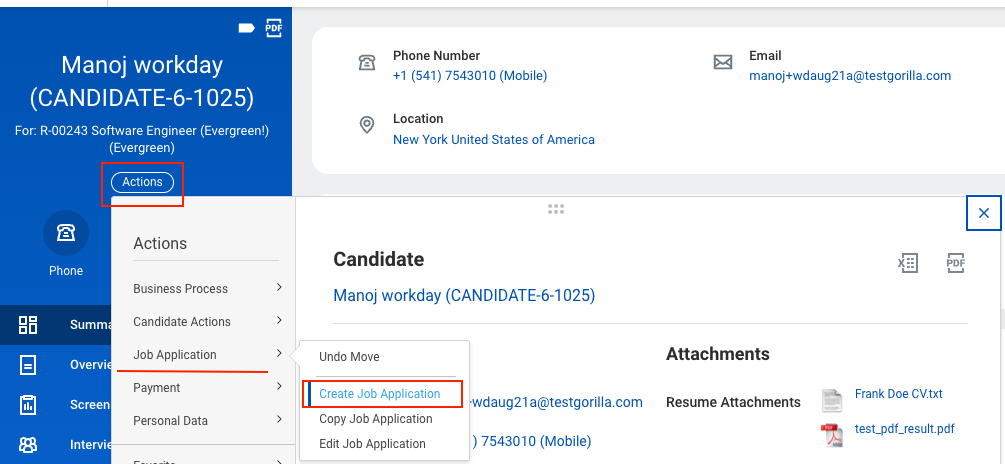 PDF
Manoj workday
(CANDIDATE-6-1025)
For: R-00243 Software Engineer (Evergreen!)
(Evergreen)
Actions
Phone
Phone Number
+1 (541) 7543010 (Mobile)
Email
manoj+wdaug21a@testgorilla.com
Location
New York United States of America
Summa
Overvie
Screen
Intervie
Actions
Business Process
Candidate Actions
Job Application
Payment
Personal Data
Favorite
Undo Move
Create Job Application
Copy Job Application
Edit Job Application
Candidate
X PDF
Manoj workday (CANDIDATE-6-1025)
+wdaug21a@testgorilla.com
) 7543010 (Mobile)
Attachments
Resume Attachments
Frank Doe CV.txt
test_pdf_result.pdf